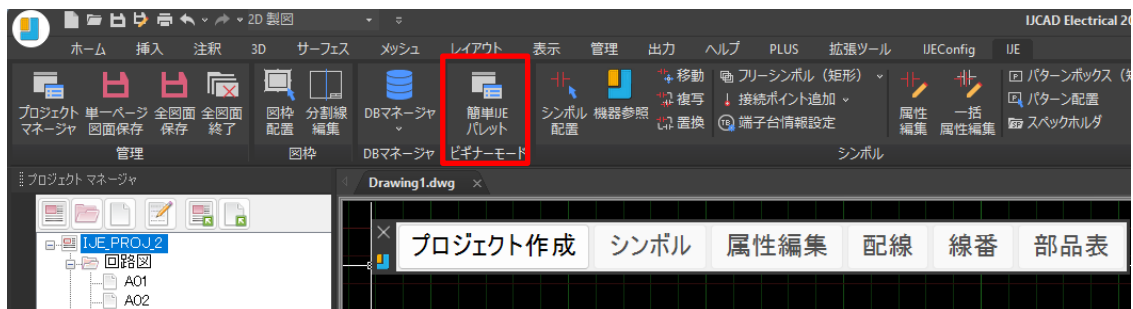 2D 製図
IJCAD Electrical 20
ホーム 挿入 注釈 3D サーフェス メッシュ レイアウト 表示 管理 出力 ヘルプ PLUS 拡張ツール IJEConfig IJE
プロジェクト
マネージャ
単一ページ
図面保存
全図面
保存
全図面
終了
管理
図枠
配置
分割線
編集
図枠
DBマネージャ
DBマネージャ
簡単IJE
パレット
ビギナーモード
シンボル
配置
機器参照
移動
複写
置換
フリーシンボル（矩形）
接続ポイント追加
端子台情報設定
属性
編集
一括
属性編集
パターンボックス（矩
パターン配置
スペックホルダ
シンボル
プロジェクト マネージャ
Drawing1.dwg
IJE_PROJ_2
回路図
A01
A02
プロジェクト作成 シンボル 属性編集 配線 線番 部品表